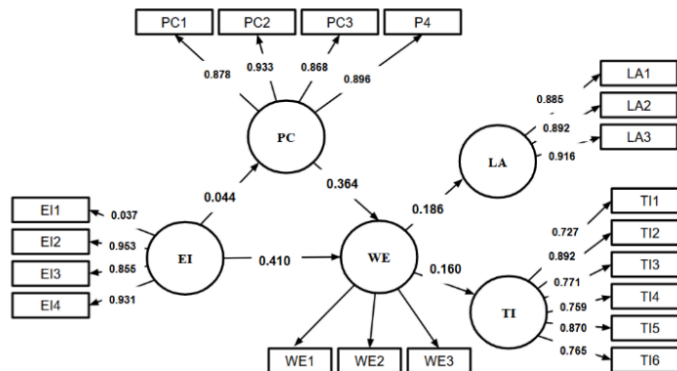 PC1 PC2 PC3 P4
0.878 0.933 0.868 0.896
PC
LA1
LA2
LA3
0.885
0.892
0.916
LA
0.044
0.364
0.186
EI1
EI2
EI3
EI4
0.037
0.953
0.855
0.931
EI
0.410
WE
0.160
TI
TI1
TI2
TI3
TI4
TI5
TI6
0.727
0.892
0.771
0.759
0.870
0.765
WE1 WE2 WE3